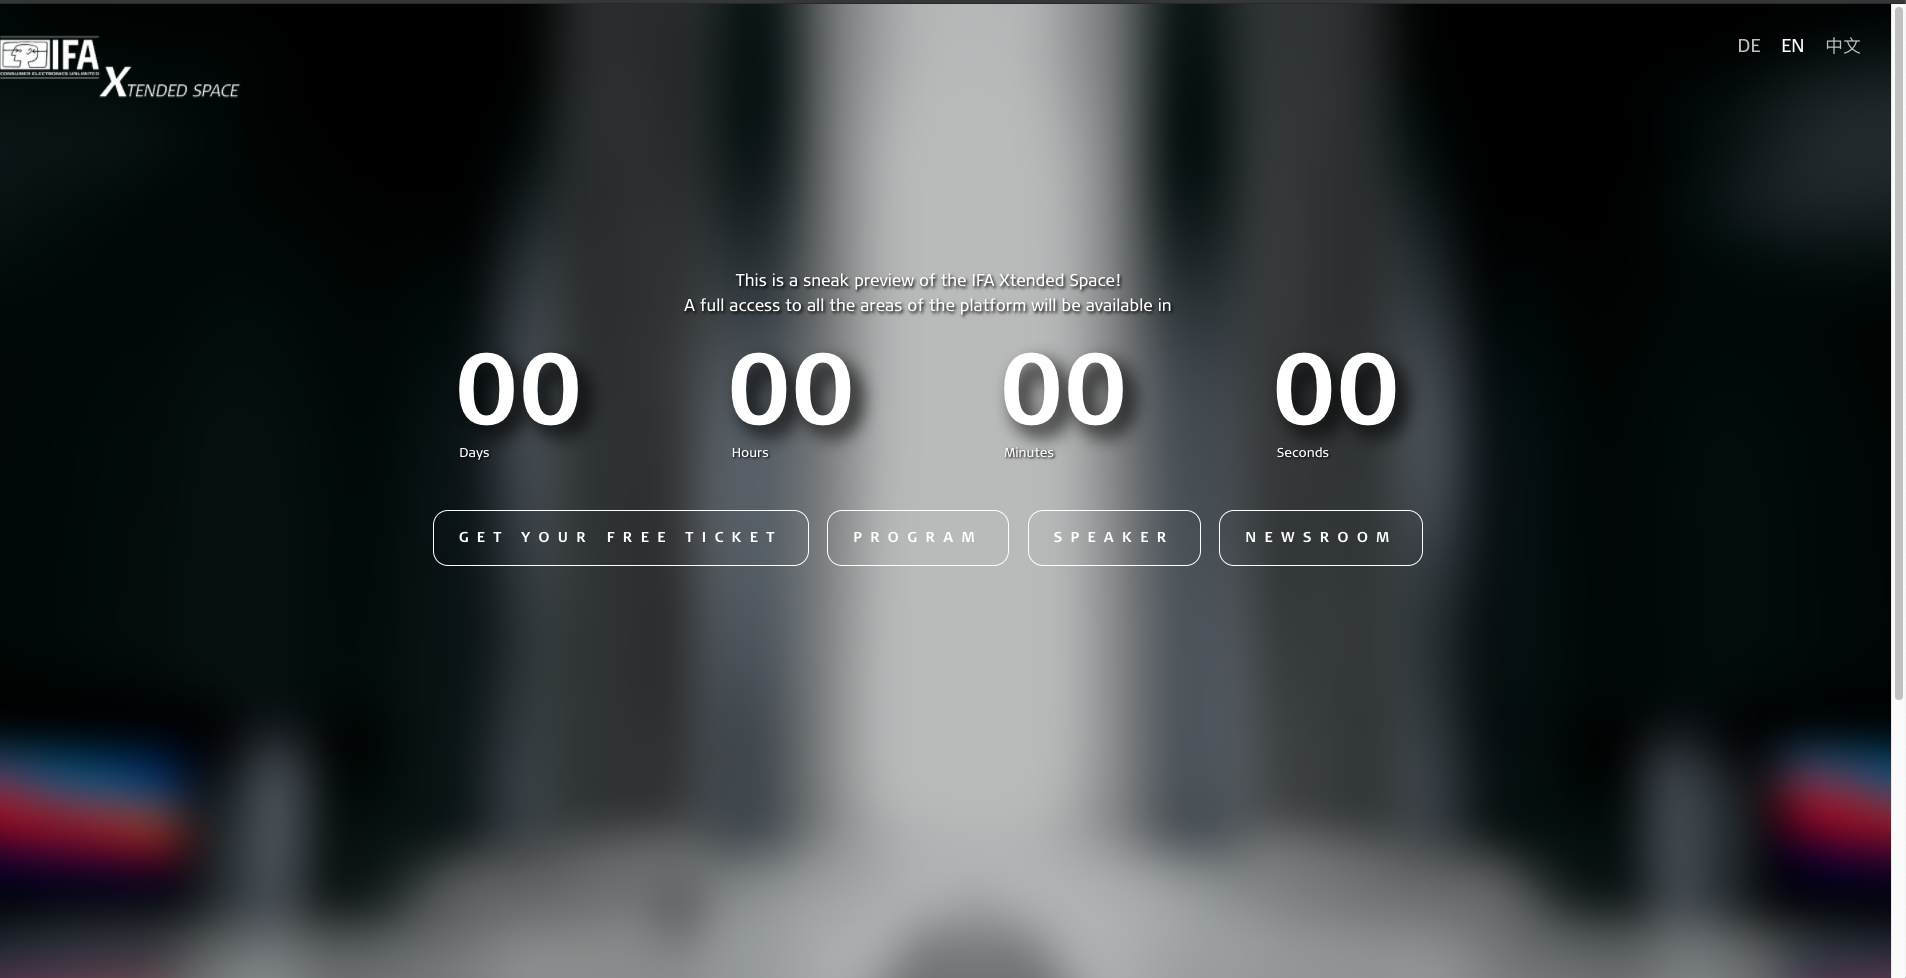 IFA
CONSUMER ELECTRONICS UNLIMITED
XTENDED SPACE
DE EN 中文
This is a sneak preview of the IFA Xtended Space!
A full access to all the areas of the platform will be available in
00 00 00 00
Days Hours Minutes Seconds
GET YOUR FREE TICKET PROGRAM SPEAKER NEWSROOM